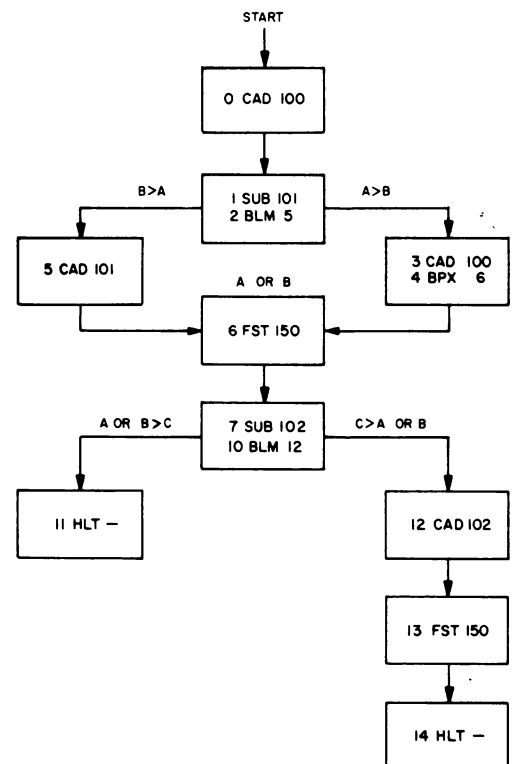 START
0 CAD 100
B>A
1 SUB 101
2 BLM 5
A>B
5 CAD 101
3 CAD 100
4 BPX 6
A OR B
6 FST 150
A OR B>C
7 SUB 102
10 BLM 12
C>A OR B
11 HLT —
12 CAD 102
13 FST 150
14 HLT —